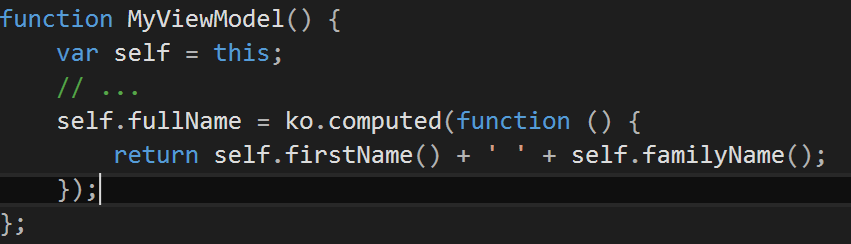 function MyViewModel() {
    var self = this;
    // ...
    self.fullName = ko.computed(function () {
        return self.firstName() + ' ' + self.familyName();
    });
};